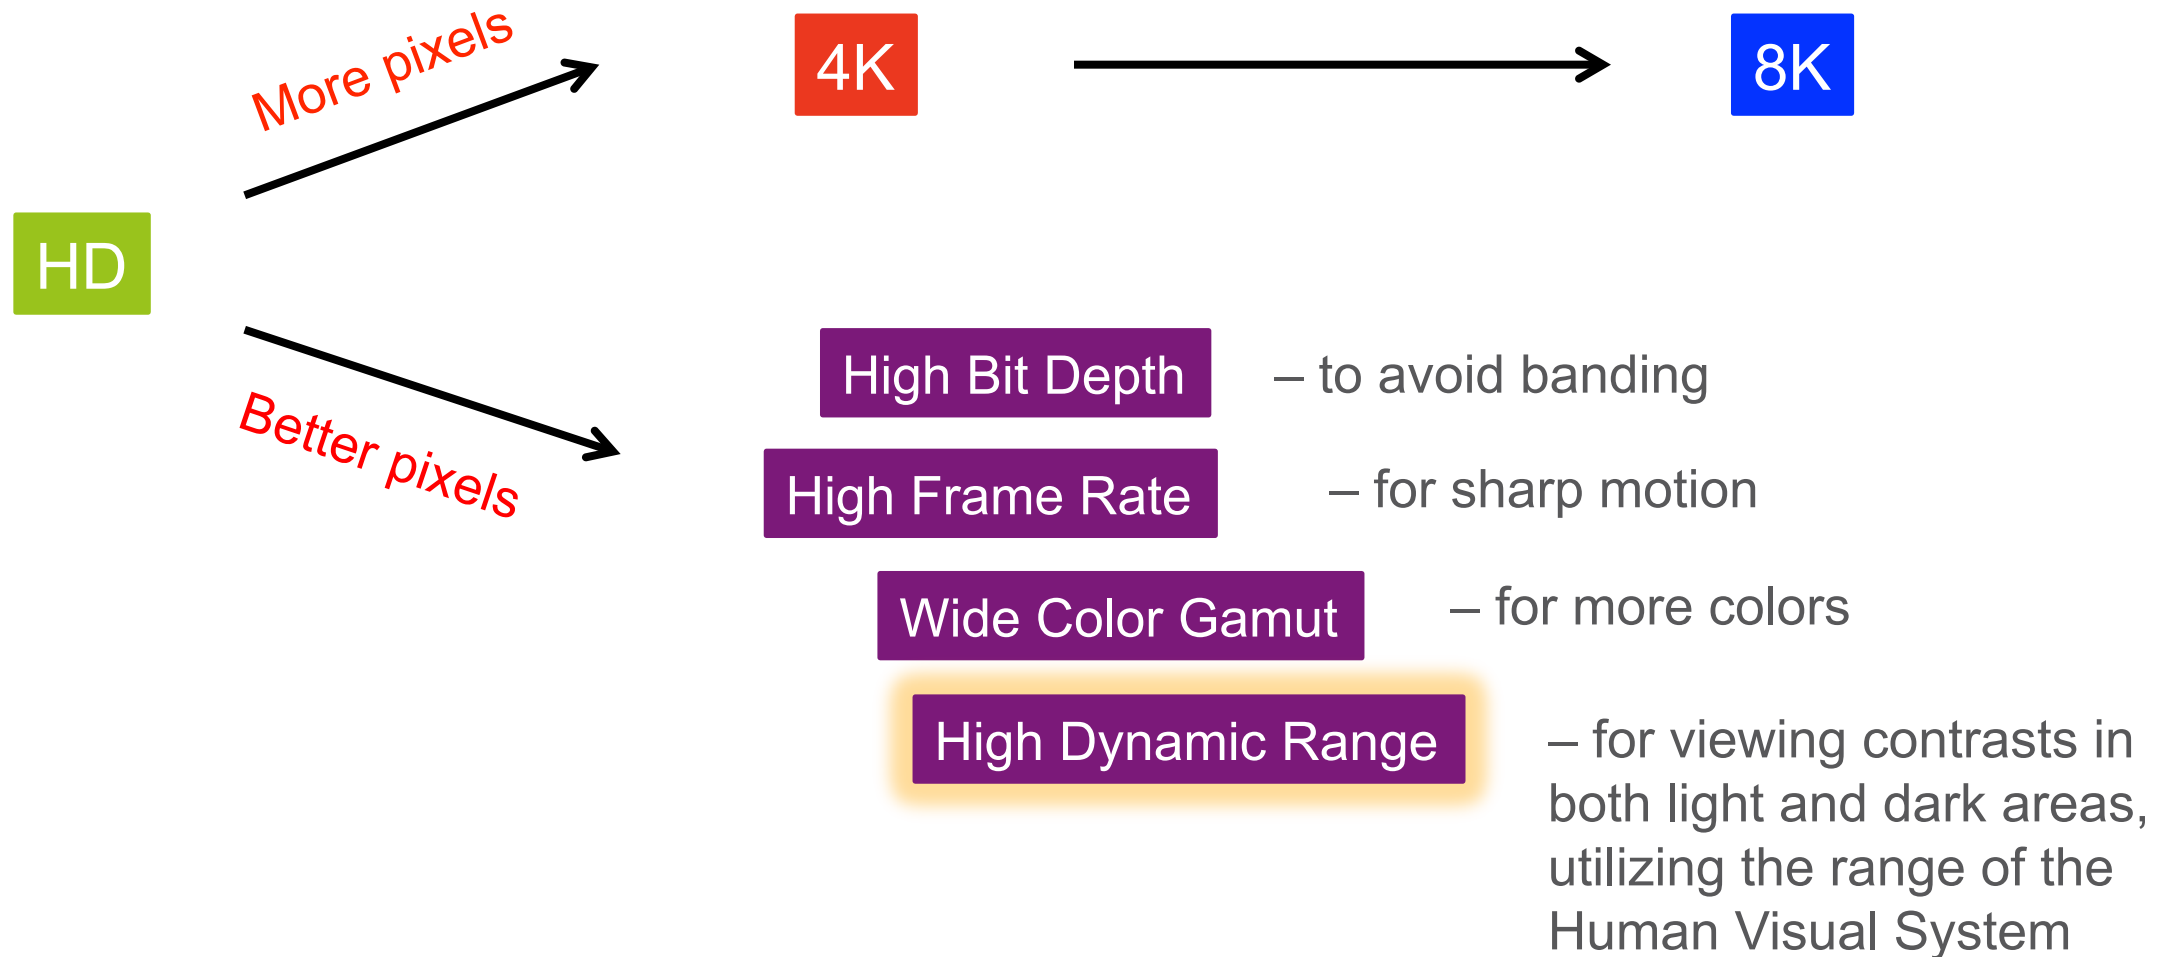 More pixels
4K
8K
HD
Better pixels
High Bit Depth
– to avoid banding
High Frame Rate
– for sharp motion
Wide Color Gamut
– for more colors
High Dynamic Range
– for viewing contrasts in
both light and dark areas,
utilizing the range of the
Human Visual System